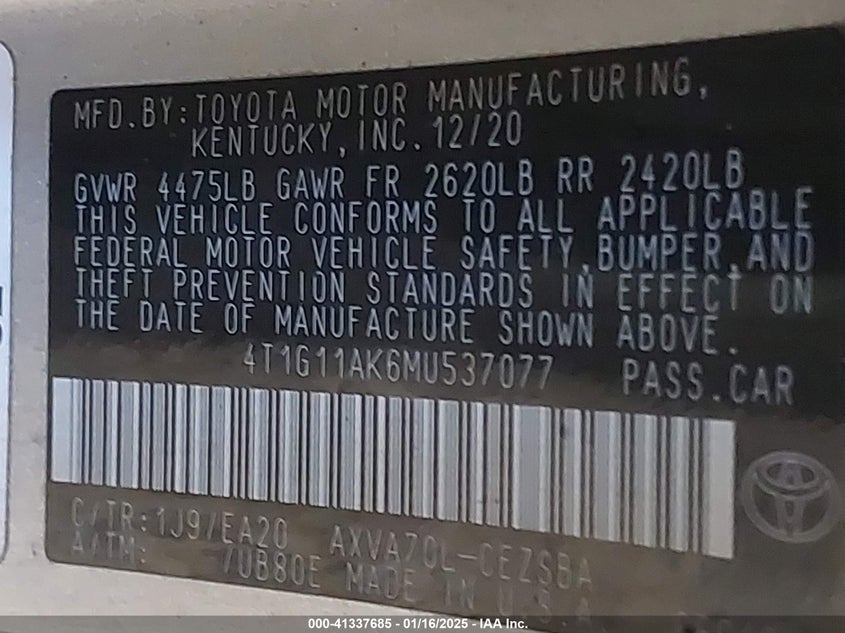 MFD.BY:TOYOTA MOTOR MANUFACTURING,
KENTUCKY,INC.12/20
GVWR 4475LB GAWR FR 2620LB RR 2420LB
THIS VEHICLE CONFORMS TO ALL APPLICABLE
FEDERAL MOTOR VEHICLE SAFETY,BUMPER,AND
THEFT PREVENTION STANDARDS IN EFFECT ON
THE DATE OF MANUFACTURE SHOWN ABOVE.
4T1G11AK6MU537077 PASS.CAR
C/TR:1J9/EA20 AXVA70L-CEZSBA
A/TM: /UB80E MADE IN U.S.A
000-41337685 - 01/16/2025 - IAA Inc.